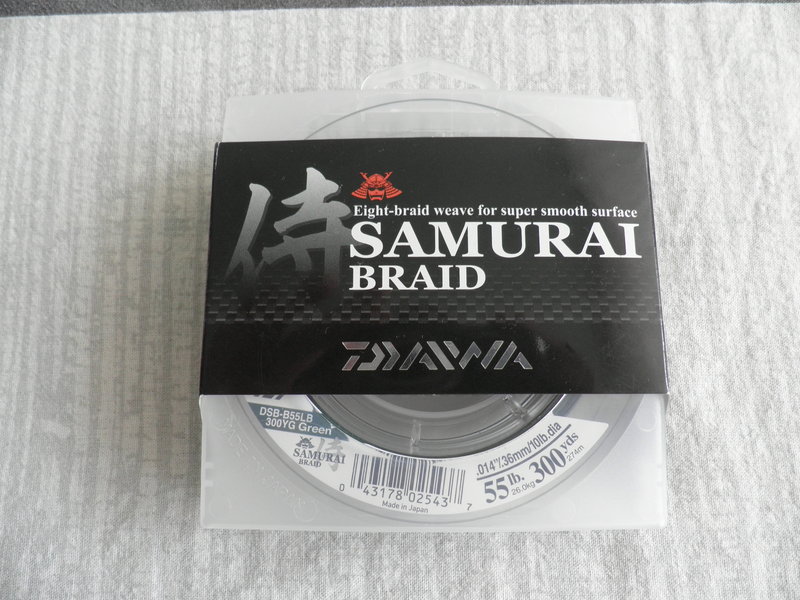 侍
Eight-braid weave for super smooth surface
SAMURAI
BRAID
DAIWA
DSB-B55LB
300YG Green
侍
SAMURAI
BRAID
0 43178 02543 7
Made in Japan
.014"/.36mm/10lb.dia
55lb. 300yds
26.0kg 274m